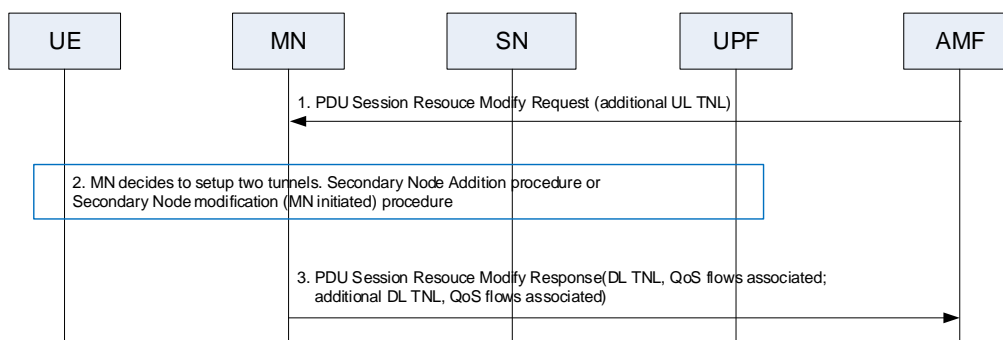 UE
MN
SN
UPF
AMF
1. PDU Session Resouce Modify Request (additional UL TNL)
2. MN decides to setup two tunnels. Secondary Node Addition procedure or
Secondary Node modification (MN initiated) procedure
3. PDU Session Resouce Modify Response(DL TNL, QoS flows associated;
additional DL TNL, QoS flows associated)